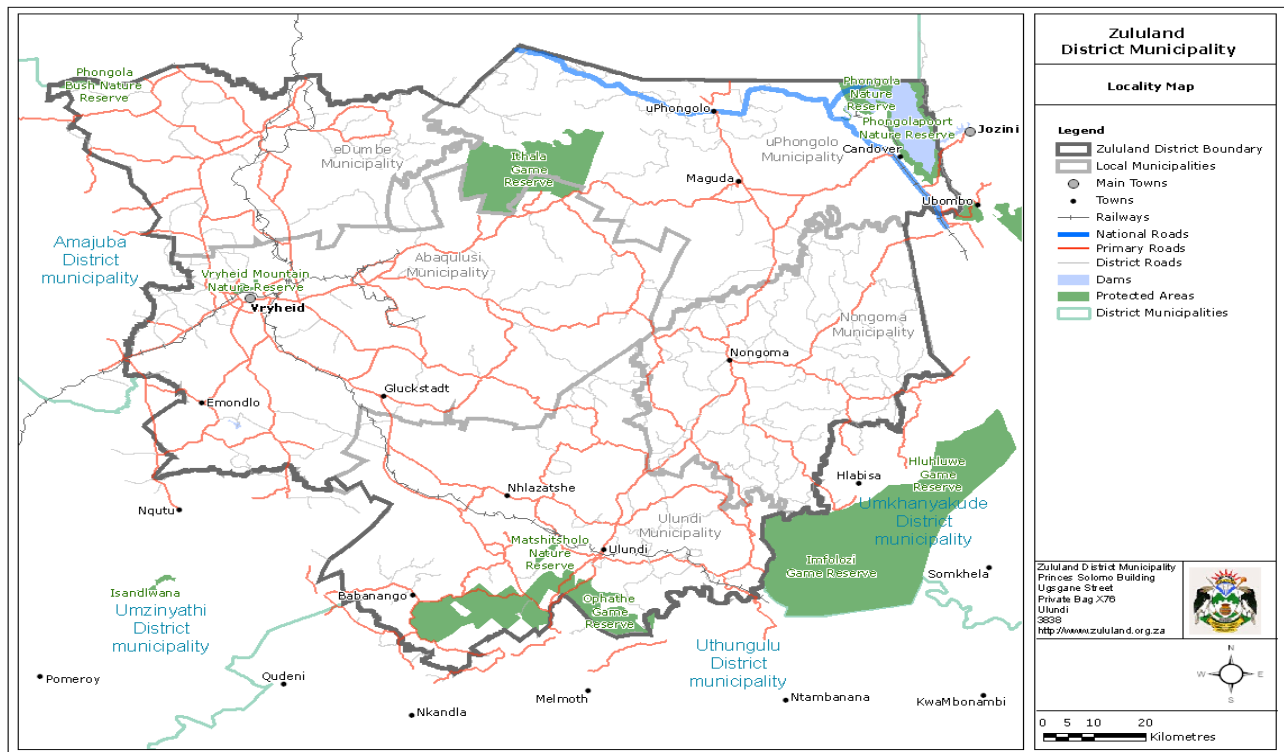 Phongola
Bush Nature
Reserve
eDumbe
Municipality
Ithala
Game
Reserve
uPhongolo
Phongola
Nature
Reserve
Phongolapoort
Nature Reserve
uPhongolo
Municipality
Candover
Jozini
Maguda
Ubombo
Amajuba
District
municipality
Abaqulusi
Municipality
Vryheid Mountain
Nature Reserve
Vryheid
Nongoma
Municipality
Nongoma
Gluckstadt
Emondlo
Hlabisa
Hluhluwe
Game
Reserve
Nhlazatshe
Nqutu
Umkhanyakude
District
municipality
Ulundi
Municipality
Matshitsholo
Nature
Reserve
Ulundi
Imfolozi
Game Reserve
Somkhela
Isandlwana
Babanango
Ophathe
Game
Reserve
Umzinyathi
District
municipality
Uthungulu
District
municipality
Pomeroy
Qudeni
Melmoth
Nkandla
Ntambanana
KwaMbonambi
Zululand
District Municipality
Locality Map
Legend
Zululand District Boundary
Local Municipalities
Main Towns
Towns
Railways
National Roads
Primary Roads
District Roads
Dams
Protected Areas
District Municipalities
Zululand District Municipality
Princes Solomo Building
Ugsgane Street
Private Bag X76
Ulundi
3838
http://www.zululand.org.za
N
W E
S
0 5 10 20
Kilometres